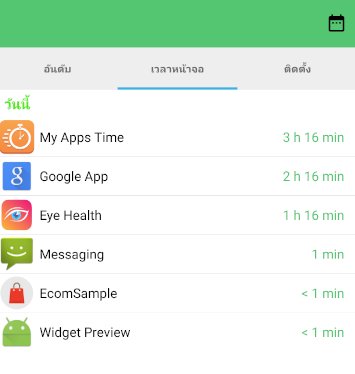 อันดับ เวลาหน้าจอ ติดตั้ง
วันนี้
My Apps Time 3 h 16 min
Google App 2 h 16 min
Eye Health 1 h 16 min
Messaging 1 min
EcomSample < 1 min
Widget Preview < 1 min